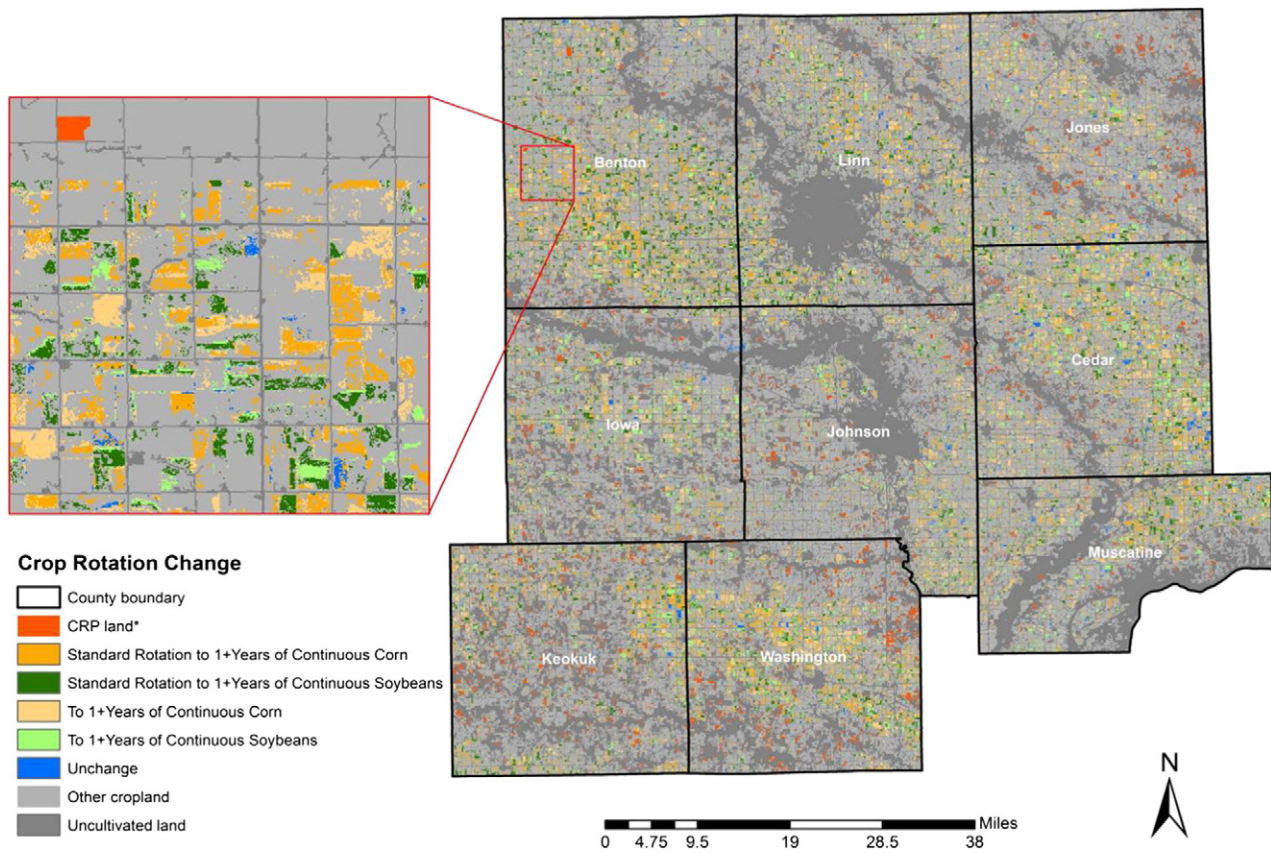 Benton
Linn
Jones
Cedar
Iowa
Johnson
Muscatine
Keokuk
Washington
Crop Rotation Change
County boundary
CRP land*
Standard Rotation to 1+Years of Continuous Corn
Standard Rotation to 1+Years of Continuous Soybeans
To 1+Years of Continuous Corn
To 1+Years of Continuous Soybeans
Unchange
Other cropland
Uncultivated land
N
Miles
0 4.75 9.5 19 28.5 38